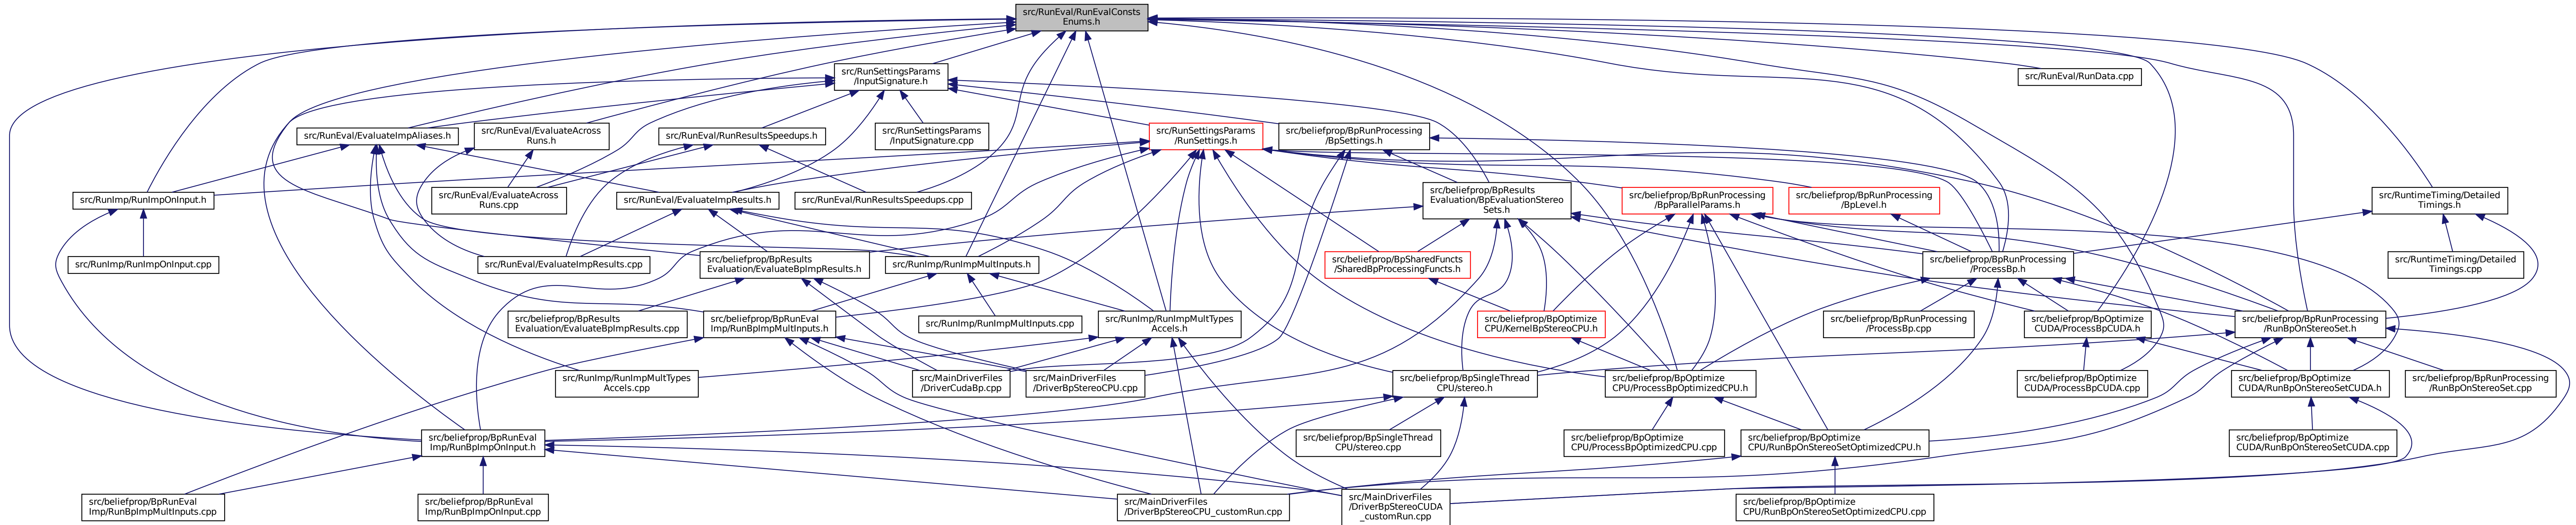 src/RunEval/RunEvalConsts
Enums.h
src/RunSettingsParams
/InputSignature.h
src/RunEval/RunData.cpp
src/RunEval/EvaluateImpAliases.h
src/RunEval/EvaluateAcross
Runs.h
src/RunEval/RunResultsSpeedups.h
src/RunSettingsParams
/InputSignature.cpp
src/RunSettingsParams
/RunSettings.h
src/beliefprop/BpRunProcessing
/BpSettings.h
src/RunImp/RunImpOnInput.h
src/RunEval/EvaluateAcross
Runs.cpp
src/RunEval/EvaluateImpResults.h
src/RunEval/RunResultsSpeedups.cpp
src/beliefprop/BpResults
Evaluation/BpEvaluationStereo
Sets.h
src/beliefprop/BpRunProcessing
/BpParallelParams.h
src/beliefprop/BpRunProcessing
/BpLevel.h
src/RuntimeTiming/Detailed
Timings.h
src/RunImp/RunImpOnInput.cpp
src/RunEval/EvaluateImpResults.cpp
src/beliefprop/BpResults
Evaluation/EvaluateBpImpResults.h
src/RunImp/RunImpMultInputs.h
src/beliefprop/BpSharedFuncts
/SharedBpProcessingFuncts.h
src/beliefprop/BpRunProcessing
/ProcessBp.h
src/RuntimeTiming/Detailed
Timings.cpp
src/beliefprop/BpResults
Evaluation/EvaluateBpImpResults.cpp
src/beliefprop/BpRunEval
Imp/RunBpImpMultInputs.h
src/RunImp/RunImpMultInputs.cpp
src/RunImp/RunImpMultTypes
Accels.h
src/beliefprop/BpOptimize
CPU/KernelBpStereoCPU.h
src/beliefprop/BpRunProcessing
/ProcessBp.cpp
src/beliefprop/BpOptimize
CUDA/ProcessBpCUDA.h
src/beliefprop/BpRunProcessing
/RunBpOnStereoSet.h
src/RunImp/RunImpMultTypes
Accels.cpp
src/MainDriverFiles
/DriverCudaBp.cpp
src/MainDriverFiles
/DriverBpStereoCPU.cpp
src/beliefprop/BpSingleThread
CPU/stereo.h
src/beliefprop/BpOptimize
CPU/ProcessBpOptimizedCPU.h
src/beliefprop/BpOptimize
CUDA/ProcessBpCUDA.cpp
src/beliefprop/BpOptimize
CUDA/RunBpOnStereoSetCUDA.h
src/beliefprop/BpRunProcessing
/RunBpOnStereoSet.cpp
src/beliefprop/BpRunEval
Imp/RunBpImpOnInput.h
src/beliefprop/BpSingleThread
CPU/stereo.cpp
src/beliefprop/BpOptimize
CPU/ProcessBpOptimizedCPU.cpp
src/beliefprop/BpOptimize
CPU/RunBpOnStereoSetOptimizedCPU.h
src/beliefprop/BpOptimize
CUDA/RunBpOnStereoSetCUDA.cpp
src/beliefprop/BpRunEval
Imp/RunBpImpMultInputs.cpp
src/beliefprop/BpRunEval
Imp/RunBpImpOnInput.cpp
src/MainDriverFiles
/DriverBpStereoCPU_customRun.cpp
src/MainDriverFiles
/DriverBpStereoCUDA
_customRun.cpp
src/beliefprop/BpOptimize
CPU/RunBpOnStereoSetOptimizedCPU.cpp